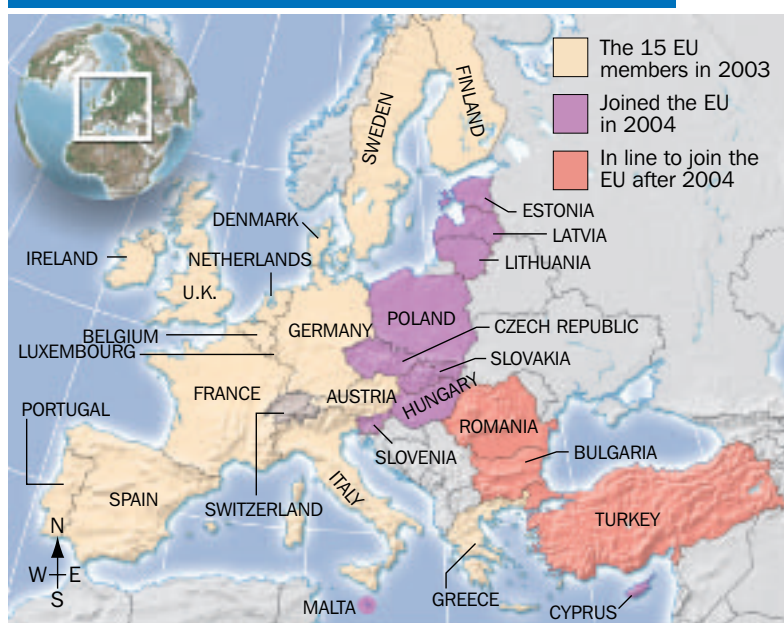 The 15 EU
members in 2003
Joined the EU
in 2004
In line to join the
EU after 2004
FINLAND
SWEDEN
ESTONIA
DENMARK
LATVIA
IRELAND
NETHERLANDS
LITHUANIA
U.K.
POLAND
BELGIUM
GERMANY
CZECH REPUBLIC
LUXEMBOURG
SLOVAKIA
FRANCE
AUSTRIA
HUNGARY
PORTUGAL
ROMANIA
SLOVENIA
BULGARIA
SPAIN
SWITZERLAND
ITALY
TURKEY
N
W
E
S
MALTA
GREECE
CYPRUS